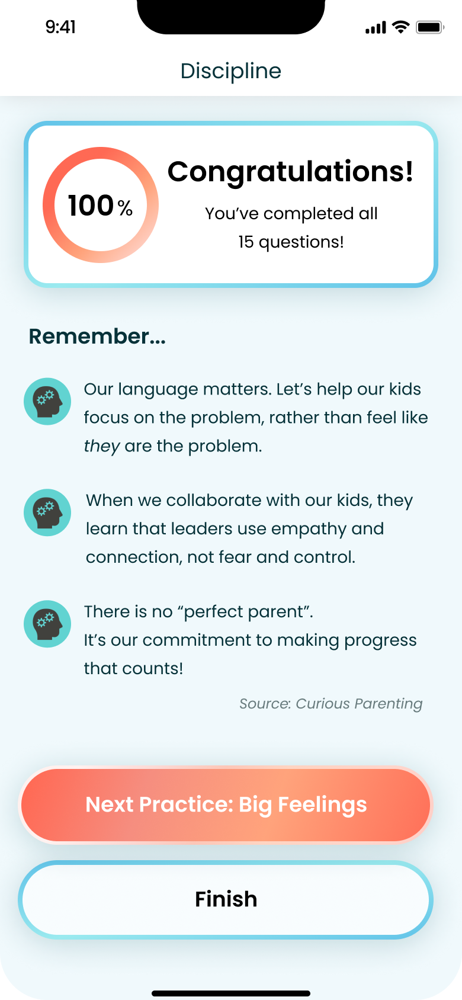 9:41
Discipline
100%
Congratulations!
You’ve completed all
15 questions!
Remember...
Our language matters. Let’s help our kids
focus on the problem, rather than feel like
they are the problem.
When we collaborate with our kids, they
learn that leaders use empathy and
connection, not fear and control.
There is no “perfect parent”.
It’s our commitment to making progress
that counts!
Source: Curious Parenting
Next Practice: Big Feelings
Finish